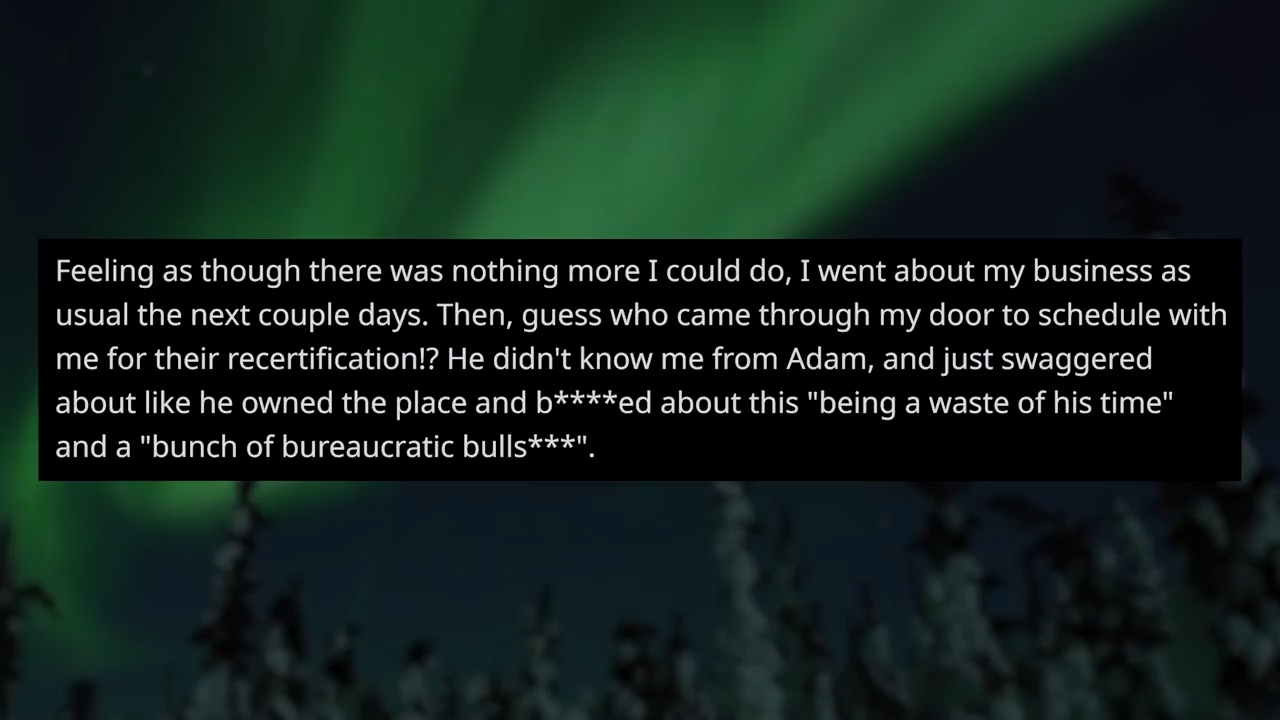 Feeling as though there was nothing more I could do, I went about my business as
usual the next couple days. Then, guess who came through my door to schedule with
me for their recertification!? He didn't know me from Adam, and just swaggered
about like he owned the place and b****ed about this "being a waste of his time"
and a "bunch of bureaucratic bulls***".